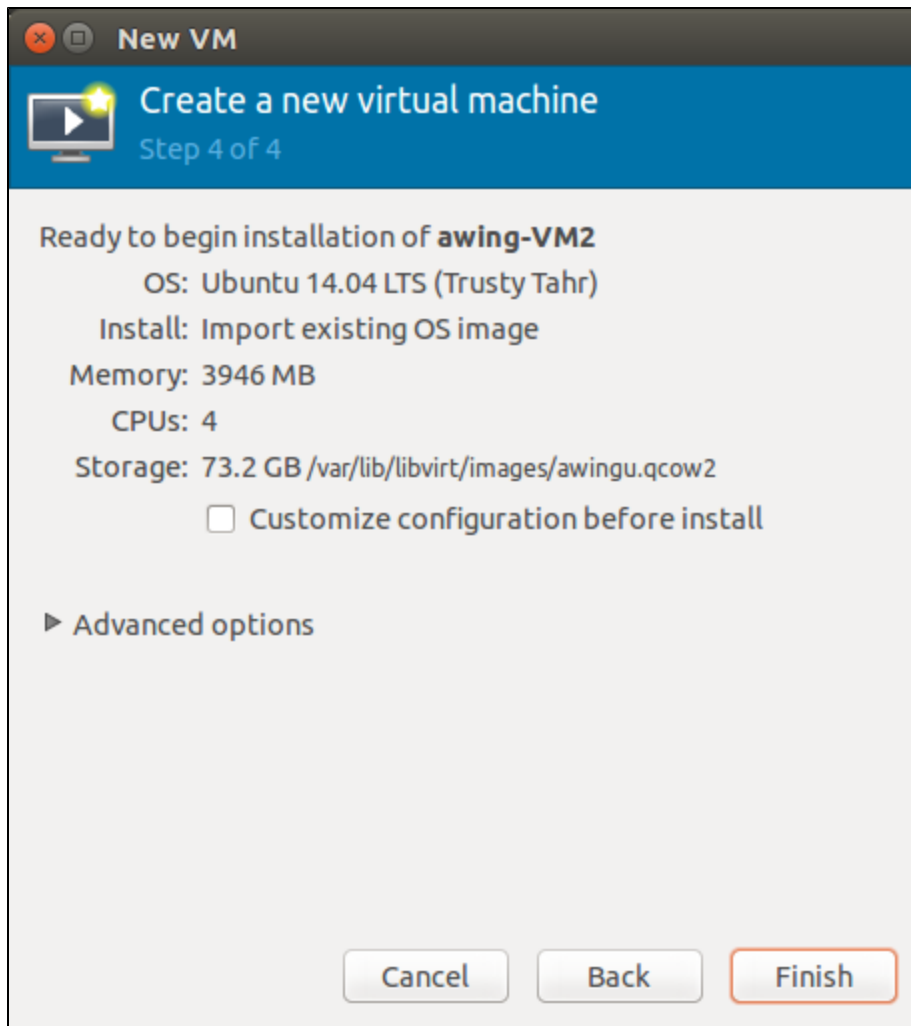 New VM
Create a new virtual machine
Step 4 of 4
Ready to begin installation of awing-VM2
OS: Ubuntu 14.04 LTS (Trusty Tahr)
Install: Import existing OS image
Memory: 3946 MB
CPUs: 4
Storage: 73.2 GB /var/lib/libvirt/images/awingu.qcow2
Customize configuration before install
Advanced options
Cancel Back Finish